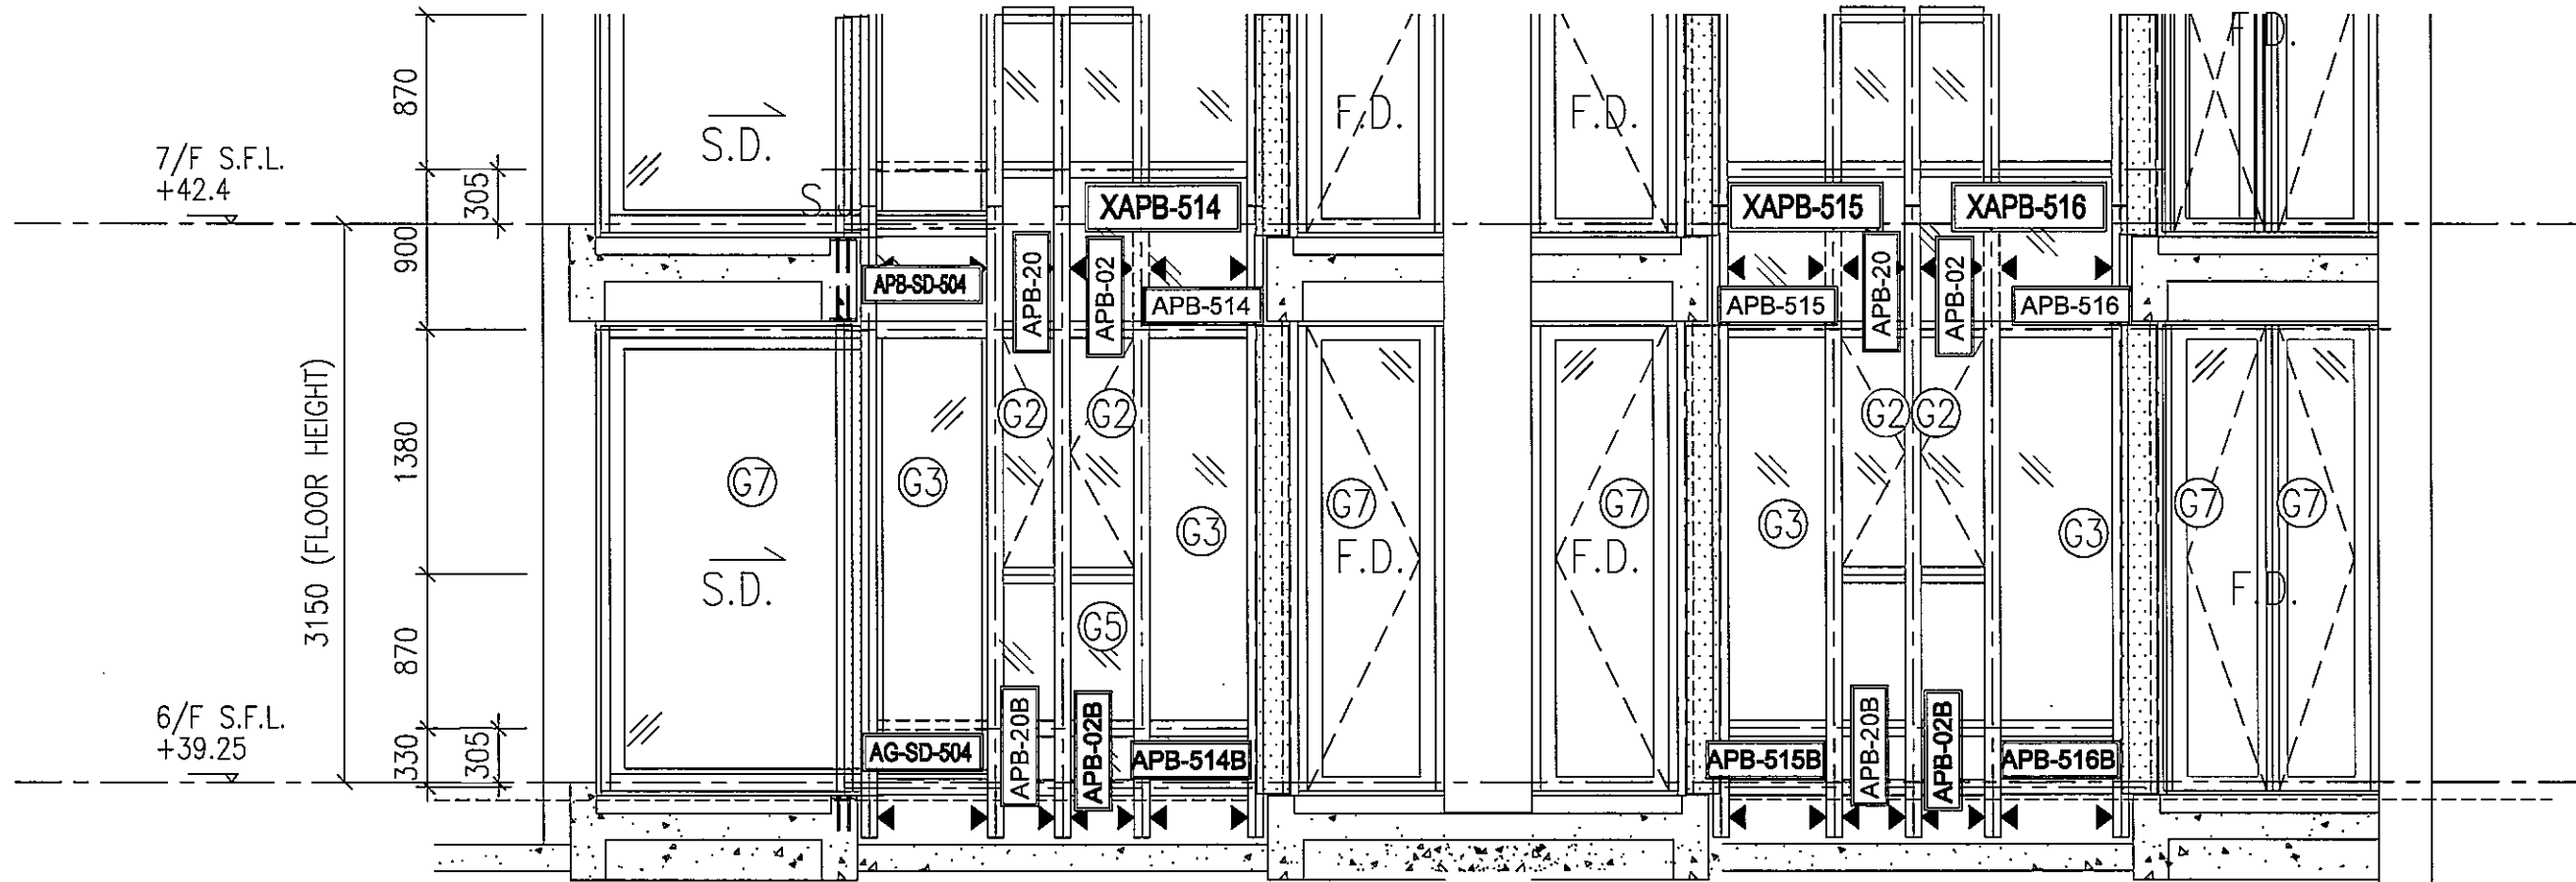 870
7/F S.F.L.
+42.4
305
900
3150 (FLOOR HEIGHT)
1380
870
6/F S.F.L.
+39.25
330
305
S.D.
S.
F.D.
F.D.
F.D.
XAPB-514
XAPB-515
XAPB-516
APB-SD-504
APB-20
APB-02
APB-514
APB-515
APB-20
APB-02
APB-516
G2
G2
G2
G2
G7
G3
G3
G7
G7
G3
G3
G7
G7
S.D.
F.D.
F.D.
F.D.
G5
AG-SD-504
APB-20B
APB-02B
APB-514B
APB-515B
APB-20B
APB-02B
APB-516B